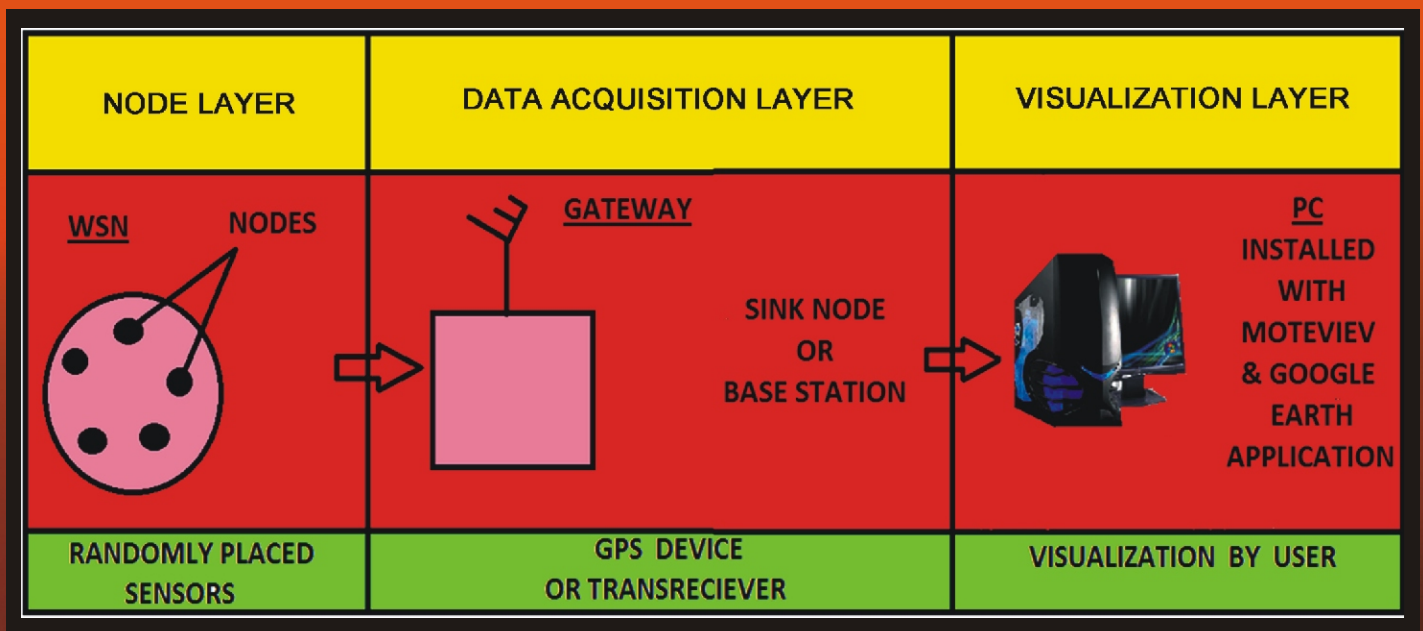 NODE LAYER
DATA ACQUISITION LAYER
VISUALIZATION LAYER
WSN
NODES
GATEWAY
SINK NODE
OR
BASE STATION
PC
INSTALLED
WITH
MOTEVIEV
& GOOGLE
EARTH
APPLICATION
RANDOMLY PLACED
SENSORS
GPS DEVICE
OR TRANSRECIEVER
VISUALIZATION BY USER